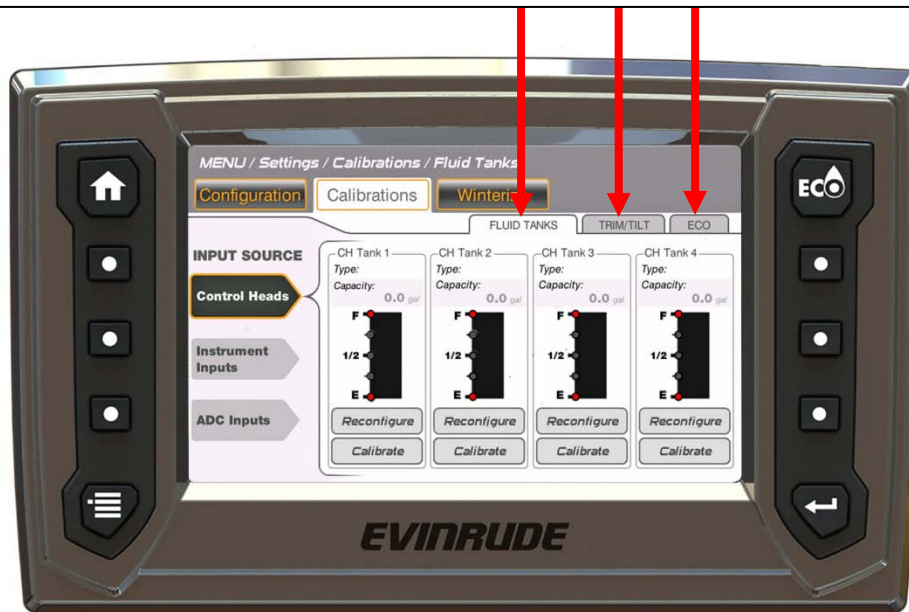 MENU / Settings / Calibrations / Fluid Tanks
Configuration
Calibrations
ECO
FLUID TANKS
TRIM/TILT
ECO
INPUT SOURCE
Control Heads
Instrument
Inputs
ADC Inputs
CH Tank 1
Type:
Capacity:
0.0 gal
F
1/2
E
Reconfigure
Calibrate
CH Tank 2
Type:
Capacity:
0.0 gal
F
1/2
E
Reconfigure
Calibrate
CH Tank 3
Type:
Capacity:
0.0 gal
F
1/2
E
Reconfigure
Calibrate
CH Tank 4
Type:
Capacity:
0.0 gal
F
1/2
E
Reconfigure
Calibrate
EVINRUDE